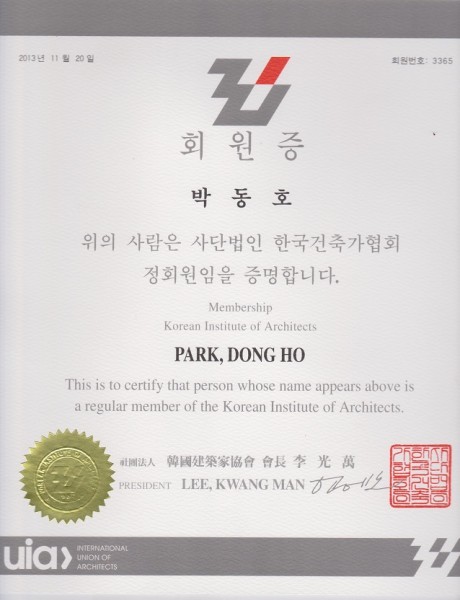 2013년 11월 20일
회원번호: 3365
회 원 증
박 동 호
위의 사람은 사단법인 한국건축가협회
정회원임을 증명합니다.
Membership
Korean Institute of Architects
PARK, DONG HO
This is to certify that person whose name appears above is
a regular member of the Korean Institute of Architects.
社團法人 韓國建築家協會 會長 李 光 萬
PRESIDENT LEE, KWANG MAN
uia
INTERNATIONAL
UNION OF
ARCHITECTS